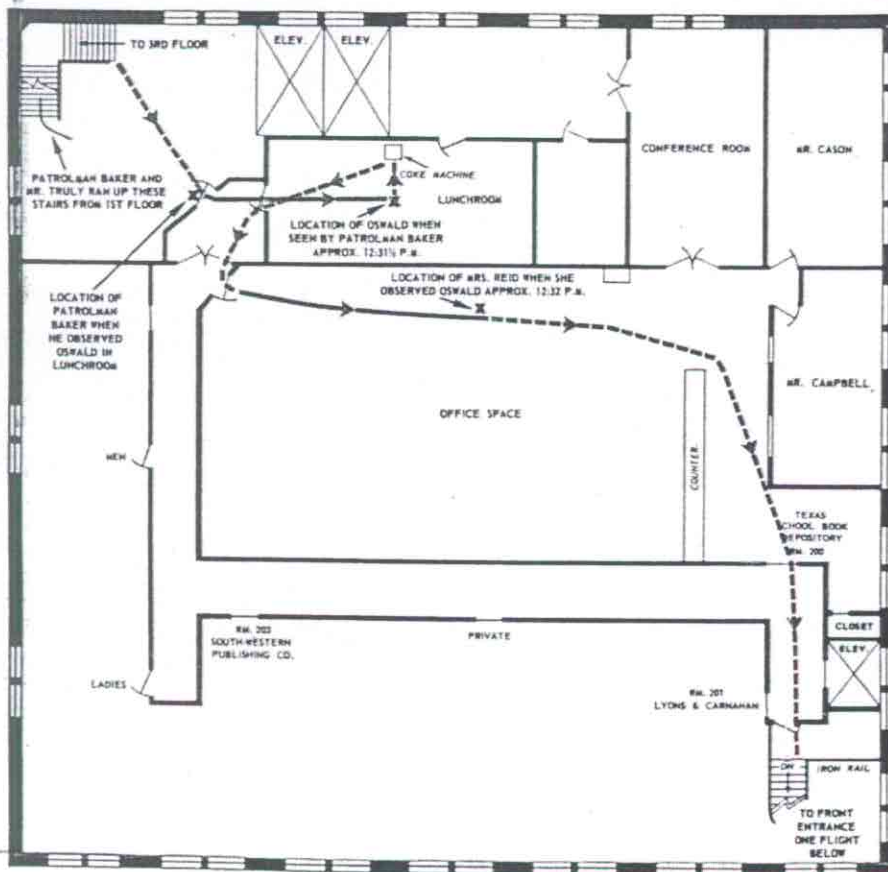 TO 3RD FLOOR
ELEV.
ELEV.
PATROLMAN BAKER AND
MR. TRULY RAN UP THESE
STAIRS FROM 1ST FLOOR
COKE MACHINE
LUNCHROOM
CONFERENCE ROOM
MR. CASON
LOCATION OF OSWALD WHEN
SEEN BY PATROLMAN BAKER
APPROX. 12:31½ P.M.
LOCATION OF MRS. REID WHEN SHE
OBSERVED OSWALD APPROX. 12:32 P.M.
LOCATION OF
PATROLMAN
BAKER WHEN
HE OBSERVED
OSWALD IN
LUNCHROOM
MR. CAMPBELL
OFFICE SPACE
MEN
COUNTER
TEXAS
SCHOOL BOOK
DEPOSITORY
RM. 200
CLOSET
RM. 203
SOUTH-WESTERN
PUBLISHING CO.
PRIVATE
ELEV.
LADIES
RM. 201
LYONS & CARNAHAN
DN
IRON RAIL
TO FRONT
ENTRANCE
ONE FLIGHT
BELOW